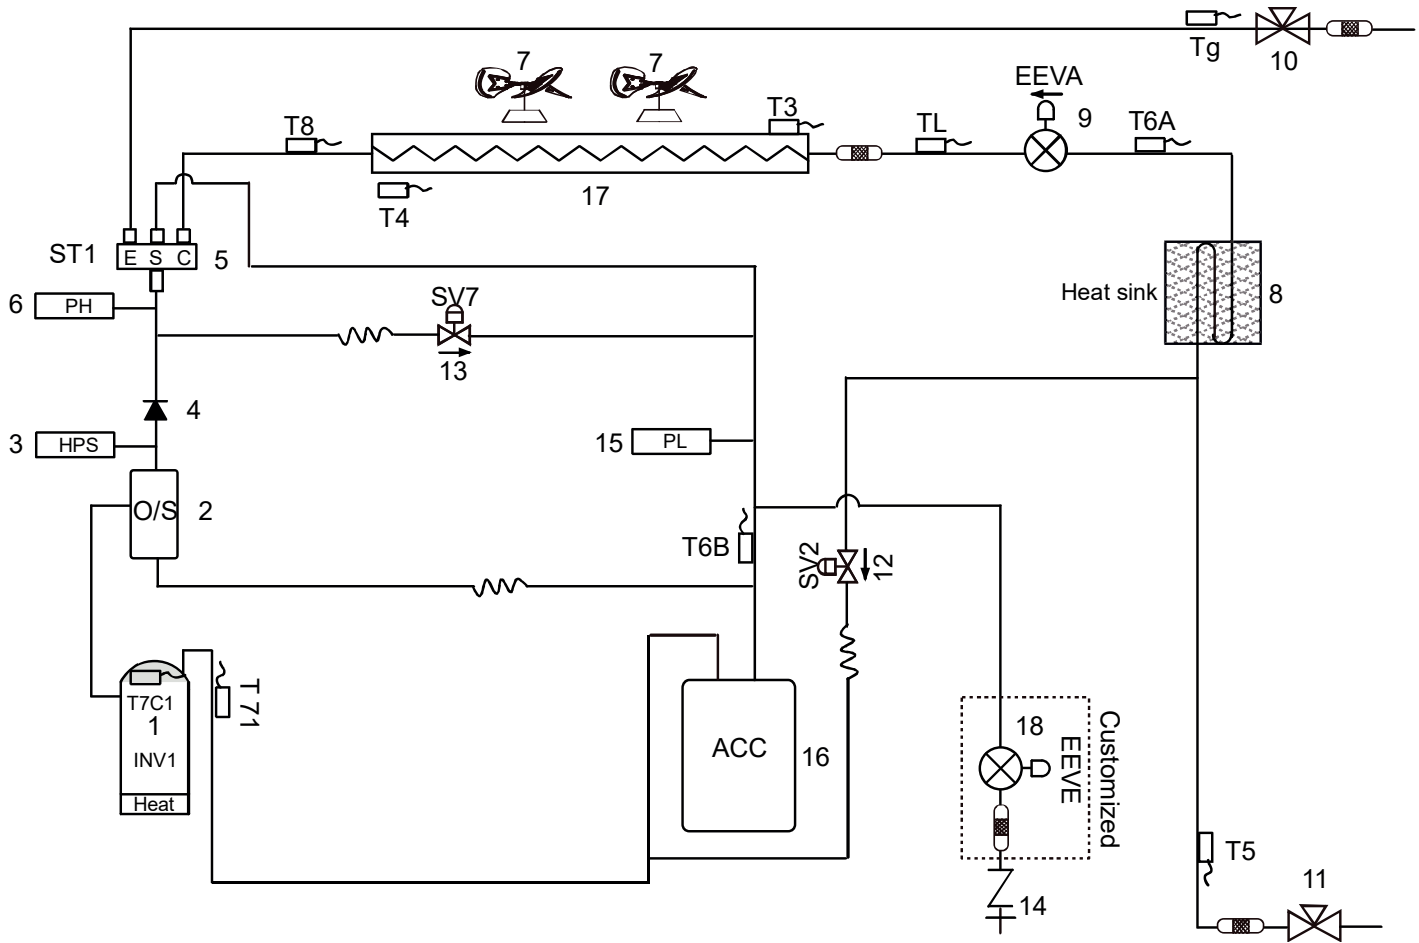 Tg
10
7
7
EEVA
9
T8
T3
TL
T6A
T4
17
ST1
E S C
5
6
PH
SV7
13
Heat sink
8
4
3
HPS
15
PL
O/S
2
T6B
SV2
12
T7C1
1
INV1
Heat
T71
ACC
16
18
EEVE
Customized
14
T5
11